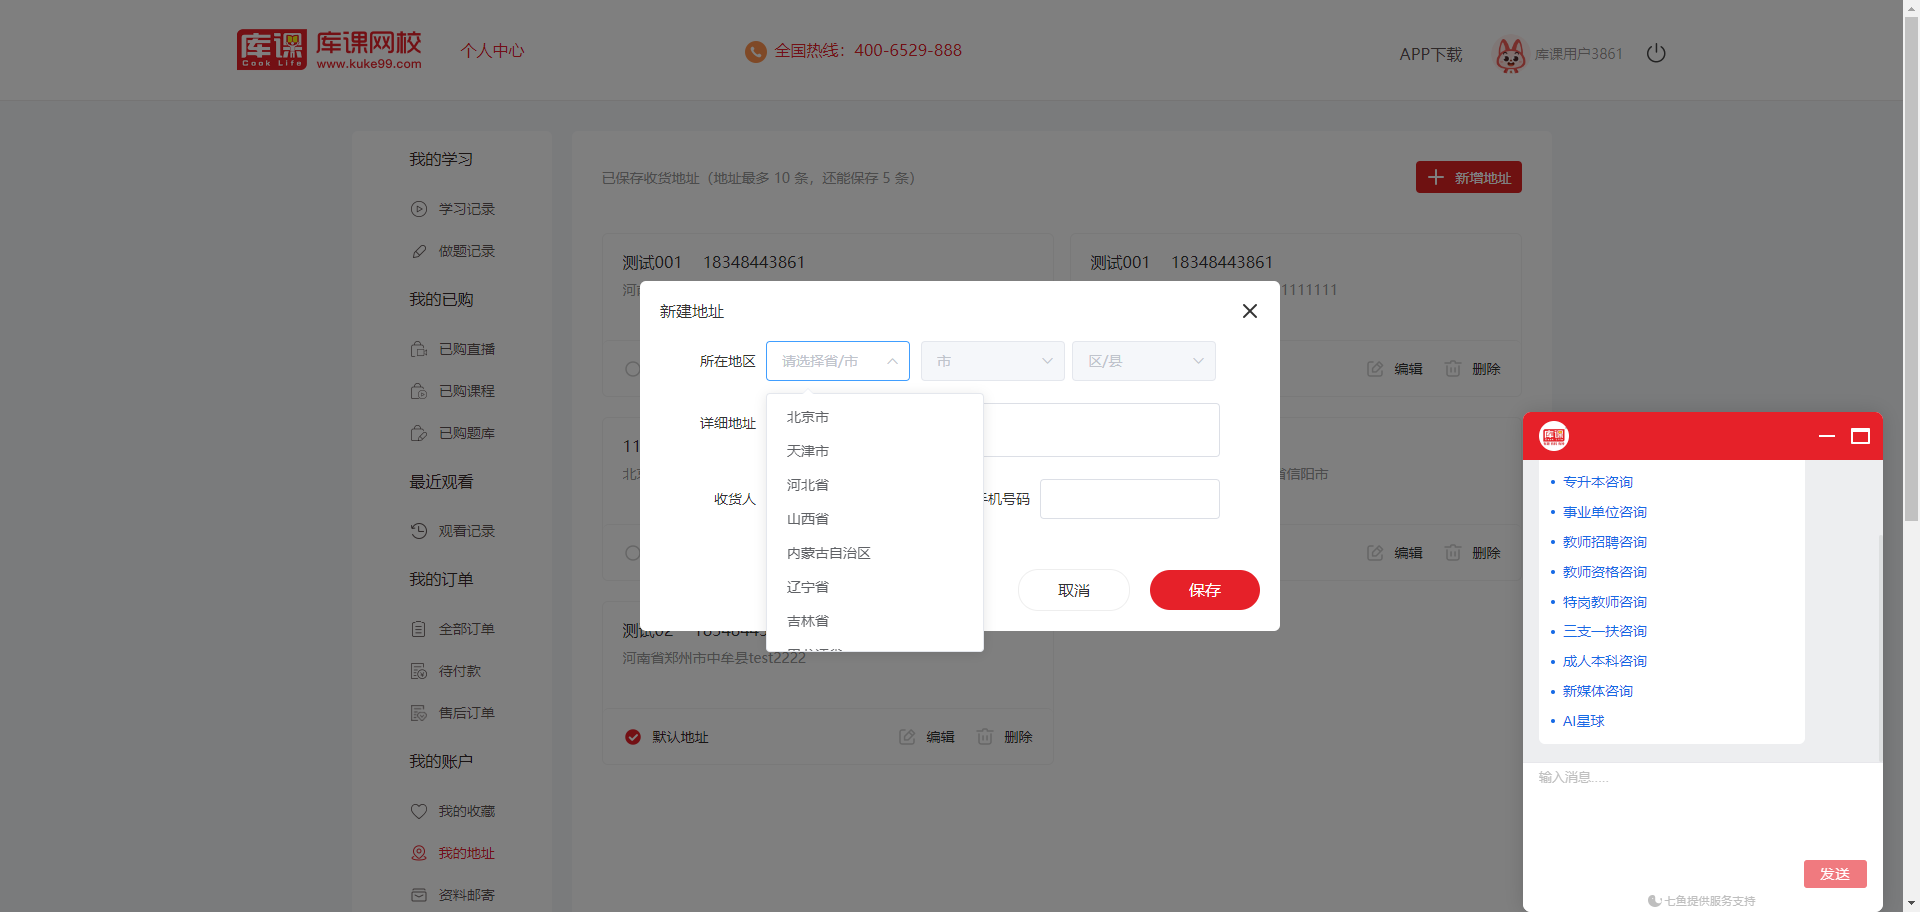 库课 Cook Life 库课网校 www.kuke99.com
个人中心
全国热线：400-6529-888
APP下载
库课用户3861
我的学习
学习记录
做题记录
我的已购
已购直播
已购课程
已购题库
最近观看
观看记录
我的订单
全部订单
待付款
售后订单
我的账户
我的收藏
我的地址
资料邮寄
已保存收货地址（地址最多 10 条，还能保存 5 条）
新增地址
测试001 18348443861
测试001 18348443861
1111111
编辑 删除
11
省信阳市
编辑 删除
测试02
河南省郑州市中牟县test2222
默认地址 编辑 删除
新建地址
所在地区 请选择省/市 市 区/县
北京市
天津市
河北省
山西省
内蒙古自治区
辽宁省
吉林省
详细地址
收货人
手机号码
取消 保存
库课
专升本咨询
事业单位咨询
教师招聘咨询
教师资格咨询
特岗教师咨询
三支一扶咨询
成人本科咨询
新媒体咨询
AI星球
输入消息.....
发送
七鱼提供服务支持